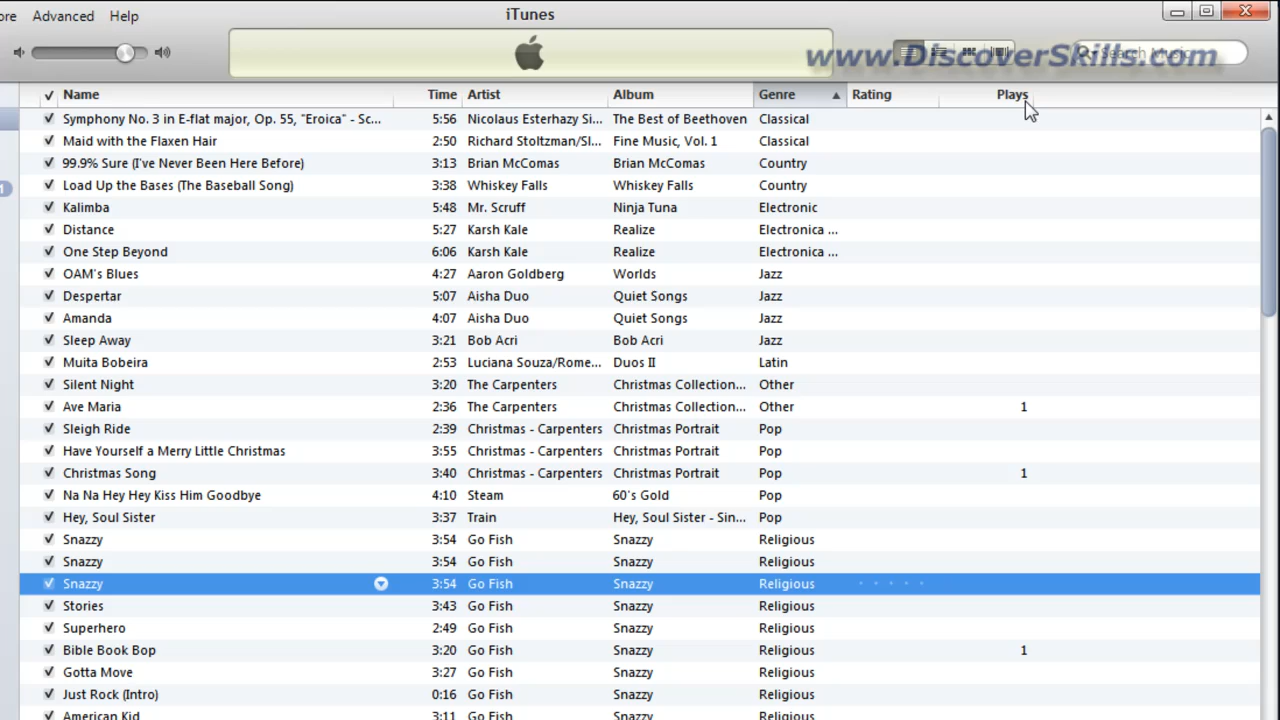 ore Advanced Help iTunes
www.DiscoverSkills.com
Search Music
✓ Name Time Artist Album Genre ▲ Rating Plays
✓ Symphony No. 3 in E-flat major, Op. 55, "Eroica" - Sc... 5:56 Nicolaus Esterhazy Si... The Best of Beethoven Classical
✓ Maid with the Flaxen Hair 2:50 Richard Stoltzman/Sl... Fine Music, Vol. 1 Classical
✓ 99.9% Sure (I've Never Been Here Before) 3:13 Brian McComas Brian McComas Country
✓ Load Up the Bases (The Baseball Song) 3:38 Whiskey Falls Whiskey Falls Country
1
✓ Kalimba 5:48 Mr. Scruff Ninja Tuna Electronic
✓ Distance 5:27 Karsh Kale Realize Electronica ...
✓ One Step Beyond 6:06 Karsh Kale Realize Electronica ...
✓ OAM's Blues 4:27 Aaron Goldberg Worlds Jazz
✓ Despertar 5:07 Aisha Duo Quiet Songs Jazz
✓ Amanda 4:07 Aisha Duo Quiet Songs Jazz
✓ Sleep Away 3:21 Bob Acri Bob Acri Jazz
✓ Muita Bobeira 2:53 Luciana Souza/Rome... Duos II Latin
✓ Silent Night 3:20 The Carpenters Christmas Collection... Other
✓ Ave Maria 2:36 The Carpenters Christmas Collection... Other 1
✓ Sleigh Ride 2:39 Christmas - Carpenters Christmas Portrait Pop
✓ Have Yourself a Merry Little Christmas 3:55 Christmas - Carpenters Christmas Portrait Pop
✓ Christmas Song 3:40 Christmas - Carpenters Christmas Portrait Pop 1
✓ Na Na Hey Hey Kiss Him Goodbye 4:10 Steam 60's Gold Pop
✓ Hey, Soul Sister 3:37 Train Hey, Soul Sister - Sin... Pop
✓ Snazzy 3:54 Go Fish Snazzy Religious
✓ Snazzy 3:54 Go Fish Snazzy Religious
✓ Snazzy 3:54 Go Fish Snazzy Religious
✓ Stories 3:43 Go Fish Snazzy Religious
✓ Superhero 2:49 Go Fish Snazzy Religious
✓ Bible Book Bop 3:20 Go Fish Snazzy Religious 1
✓ Gotta Move 3:27 Go Fish Snazzy Religious
✓ Just Rock (Intro) 0:16 Go Fish Snazzy Religious
✓ American Kid 3:11 Go Fish Snazzy Religious